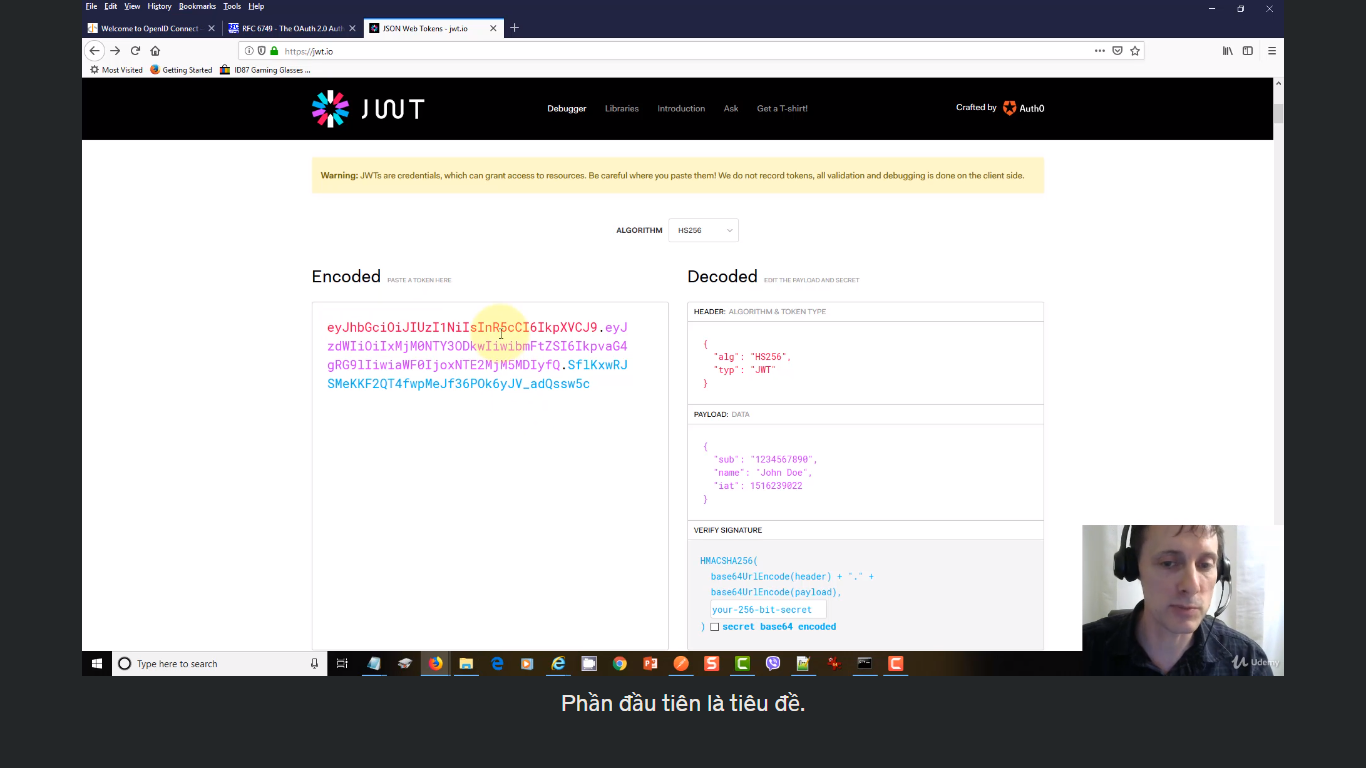 File Edit View History Bookmarks Tools Help
Welcome to OpenID Connect
RFC 6749 - The OAuth 2.0 Auth
JSON Web Tokens - jwt.io
https://jwt.io
Most Visited Getting Started ID87 Gaming Glasses ...
JWT
Debugger Libraries Introduction Ask Get a T-shirt!
Crafted by Auth0
Warning: JWTs are credentials, which can grant access to resources. Be careful where you paste them! We do not record tokens, all validation and debugging is done on the client side.
ALGORITHM HS256
Encoded PASTE A TOKEN HERE
eyJhbGciOiJIUzI1NiIsInR5cCI6IkpXVCJ9.eyJ
zdWIiOiIxMjM0NTY3ODkwIiwibmFtZSI6IkpvaG4
gRG9lIiwiaWF0IjoxNTE2MjM5MDIyfQ.SflKxwRJ
SMeKKF2QT4fwpMeJf36POk6yJV_adQssw5c
Decoded EDIT THE PAYLOAD AND SECRET
HEADER: ALGORITHM & TOKEN TYPE
{
"alg": "HS256",
"typ": "JWT"
}
PAYLOAD: DATA
{
"sub": "1234567890",
"name": "John Doe",
"iat": 1516239022
}
VERIFY SIGNATURE
HMACSHA256(
base64UrlEncode(header) + "." +
base64UrlEncode(payload),
your-256-bit-secret
) secret base64 encoded
Udemy
Type here to search
Phần đầu tiên là tiêu đề.